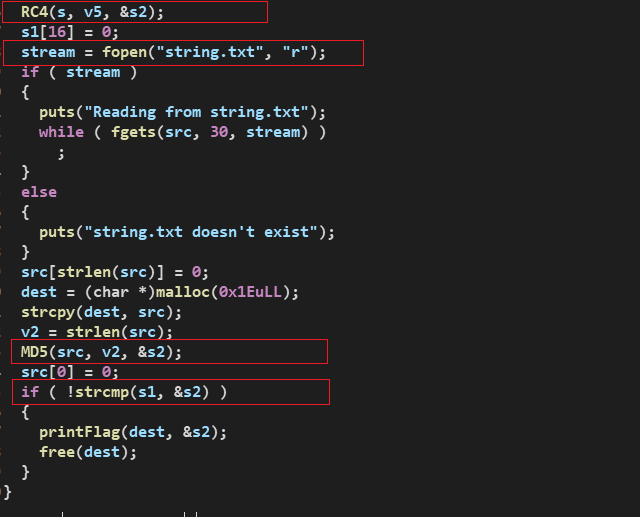 RC4(s, v5, &s2);
s1[16] = 0;
stream = fopen("string.txt", "r");
if ( stream )
{
puts("Reading from string.txt");
while ( fgets(src, 30, stream) )
;
}
else
{
puts("string.txt doesn't exist");
}
src[strlen(src)] = 0;
dest = (char *)malloc(0x1EuLL);
strcpy(dest, src);
v2 = strlen(src);
MD5(src, v2, &s2);
src[0] = 0;
if ( !strcmp(s1, &s2) )
{
printFlag(dest, &s2);
free(dest);
}
}